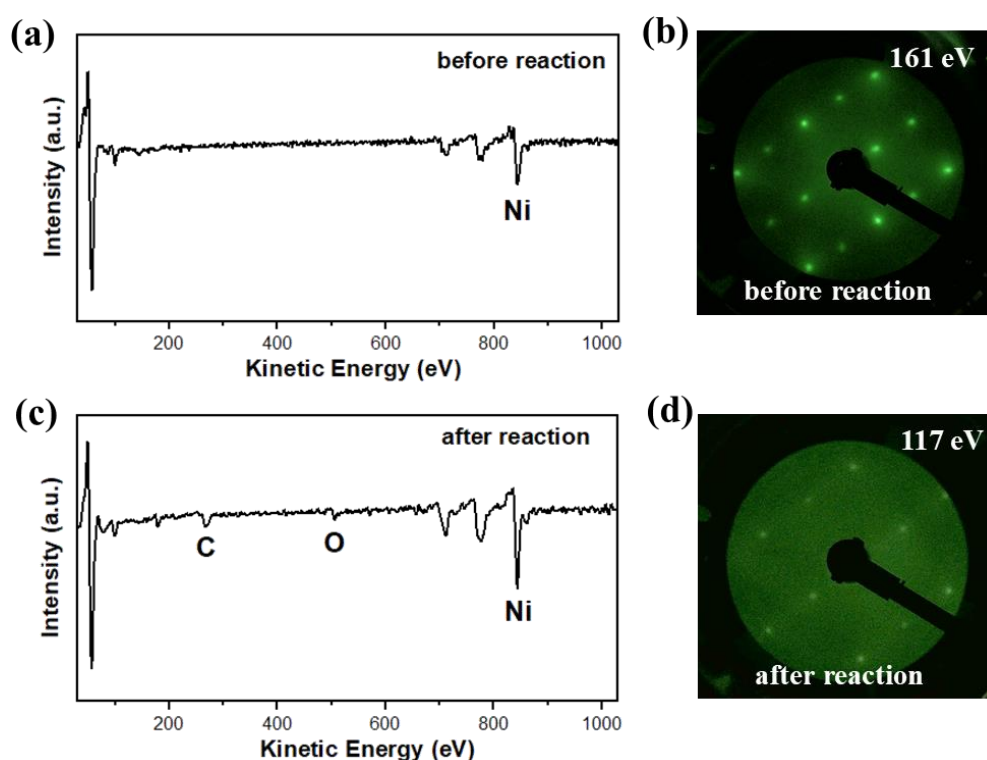 (a)
before reaction
Intensity (a.u.)
Ni
200 400 600 800 1000
Kinetic Energy (eV)
(b)
161 eV
before reaction
(c)
after reaction
Intensity (a.u.)
C
O
Ni
200 400 600 800 1000
Kinetic Energy (eV)
(d)
117 eV
after reaction